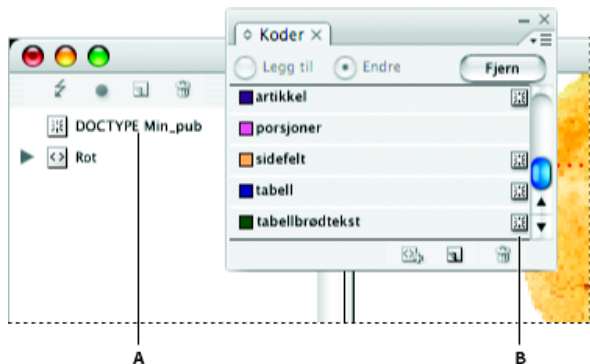 Koder
Legg til
Endre
Fjern
artikkel
DOCTYPE Min_pub
porsjoner
Rot
sidefelt
tabell
tabellbrødtekst
A
B